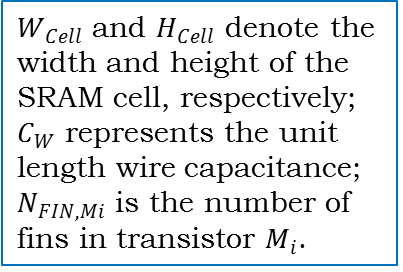 W_Cell and H_Cell denote the
width and height of the
SRAM cell, respectively;
C_W represents the unit
length wire capacitance;
N_FIN,Mi is the number of
fins in transistor M_i.